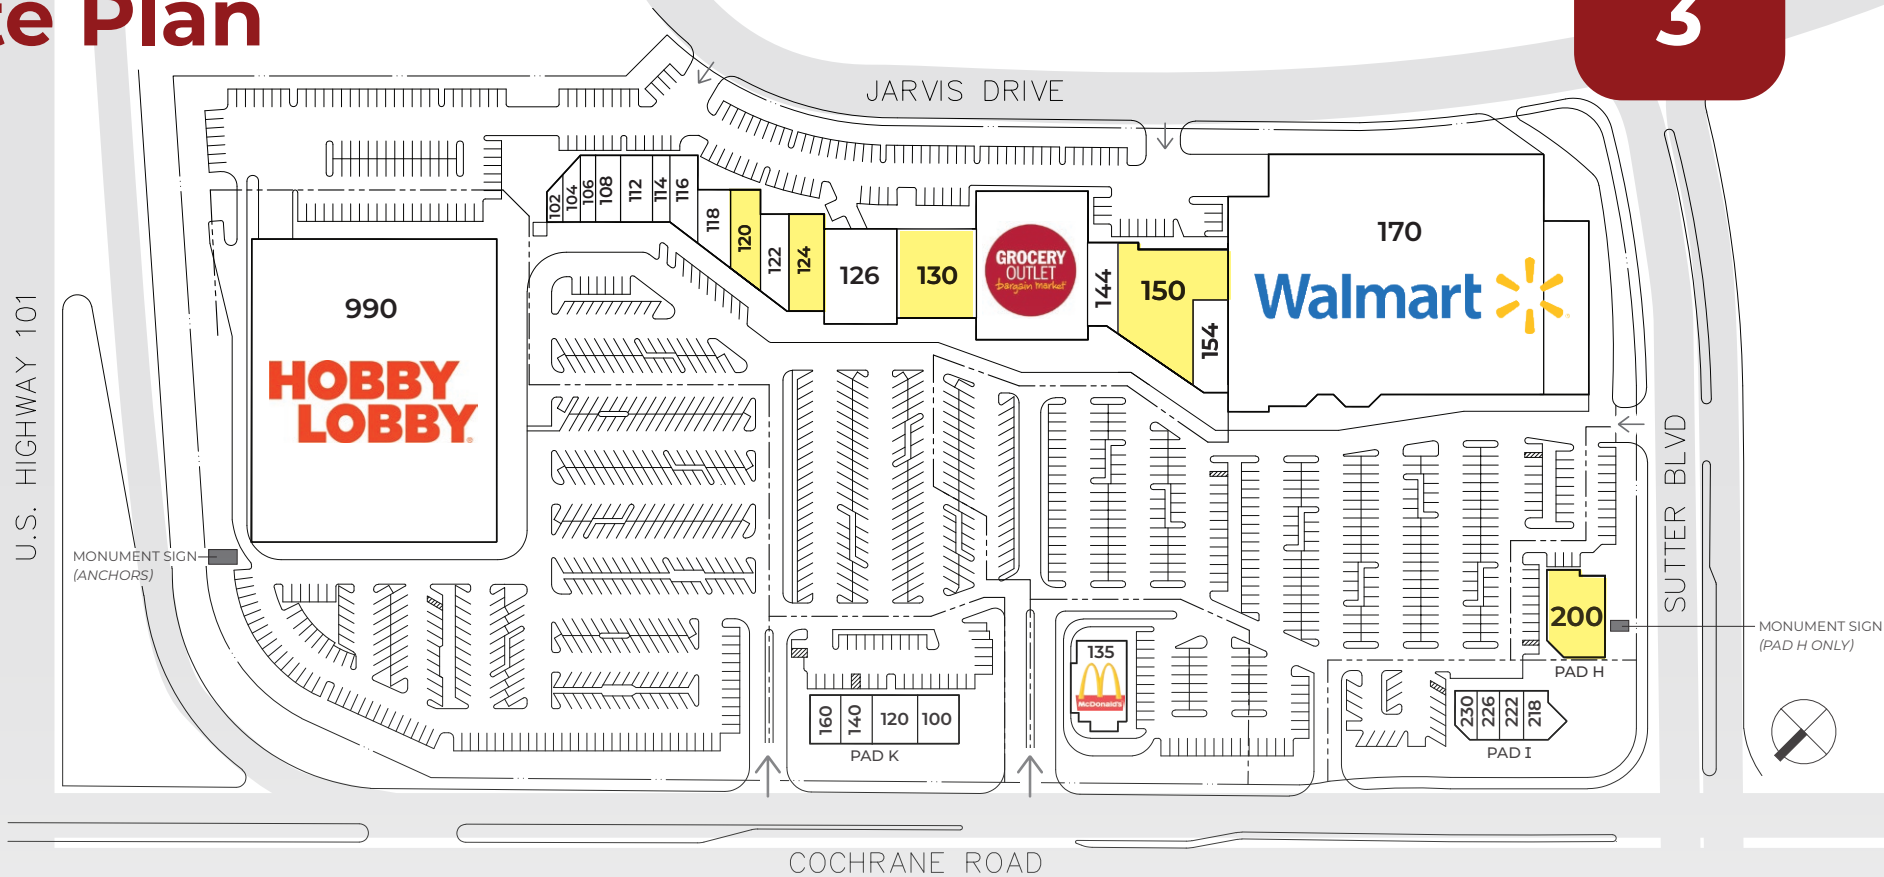 te Plan
3
JARVIS DRIVE
U.S. HIGHWAY 101
SUTTER BLVD
COCHRANE ROAD
102
104
106
108
112
114
116
118
120
122
124
126
130
GROCERY
OUTLET
bargain market
144
150
154
170
Walmart
990
HOBBY
LOBBY
MONUMENT SIGN
(ANCHORS)
200
PAD H
MONUMENT SIGN
(PAD H ONLY)
135
McDonald's
160
140
120
100
PAD K
230
226
222
218
PAD I